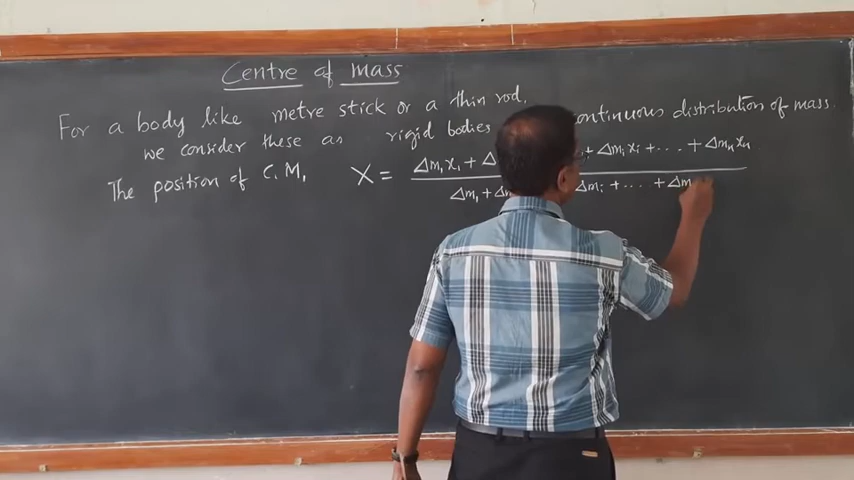 Centre of mass
For a body like metre stick or a thin rod.
we consider these as rigid bodies continuous distribution of mass.
The position of C.M, X = Δm₁x₁ + Δmᵢxᵢ + ... + Δmₙxₙ
Δm₁ + Δmᵢ + ... + Δm